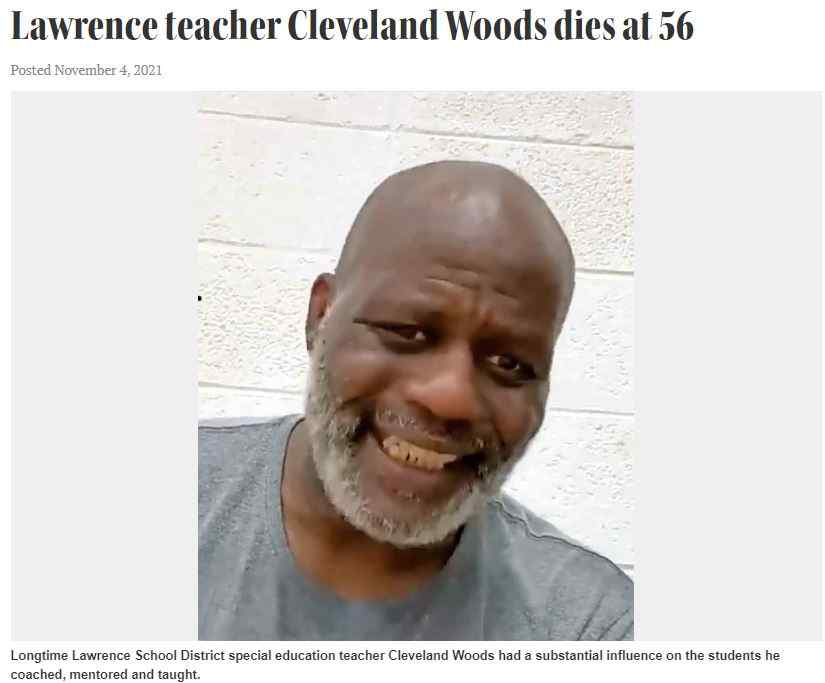 Lawrence teacher Cleveland Woods dies at 56
Posted November 4, 2021
Longtime Lawrence School District special education teacher Cleveland Woods had a substantial influence on the students he
coached, mentored and taught.